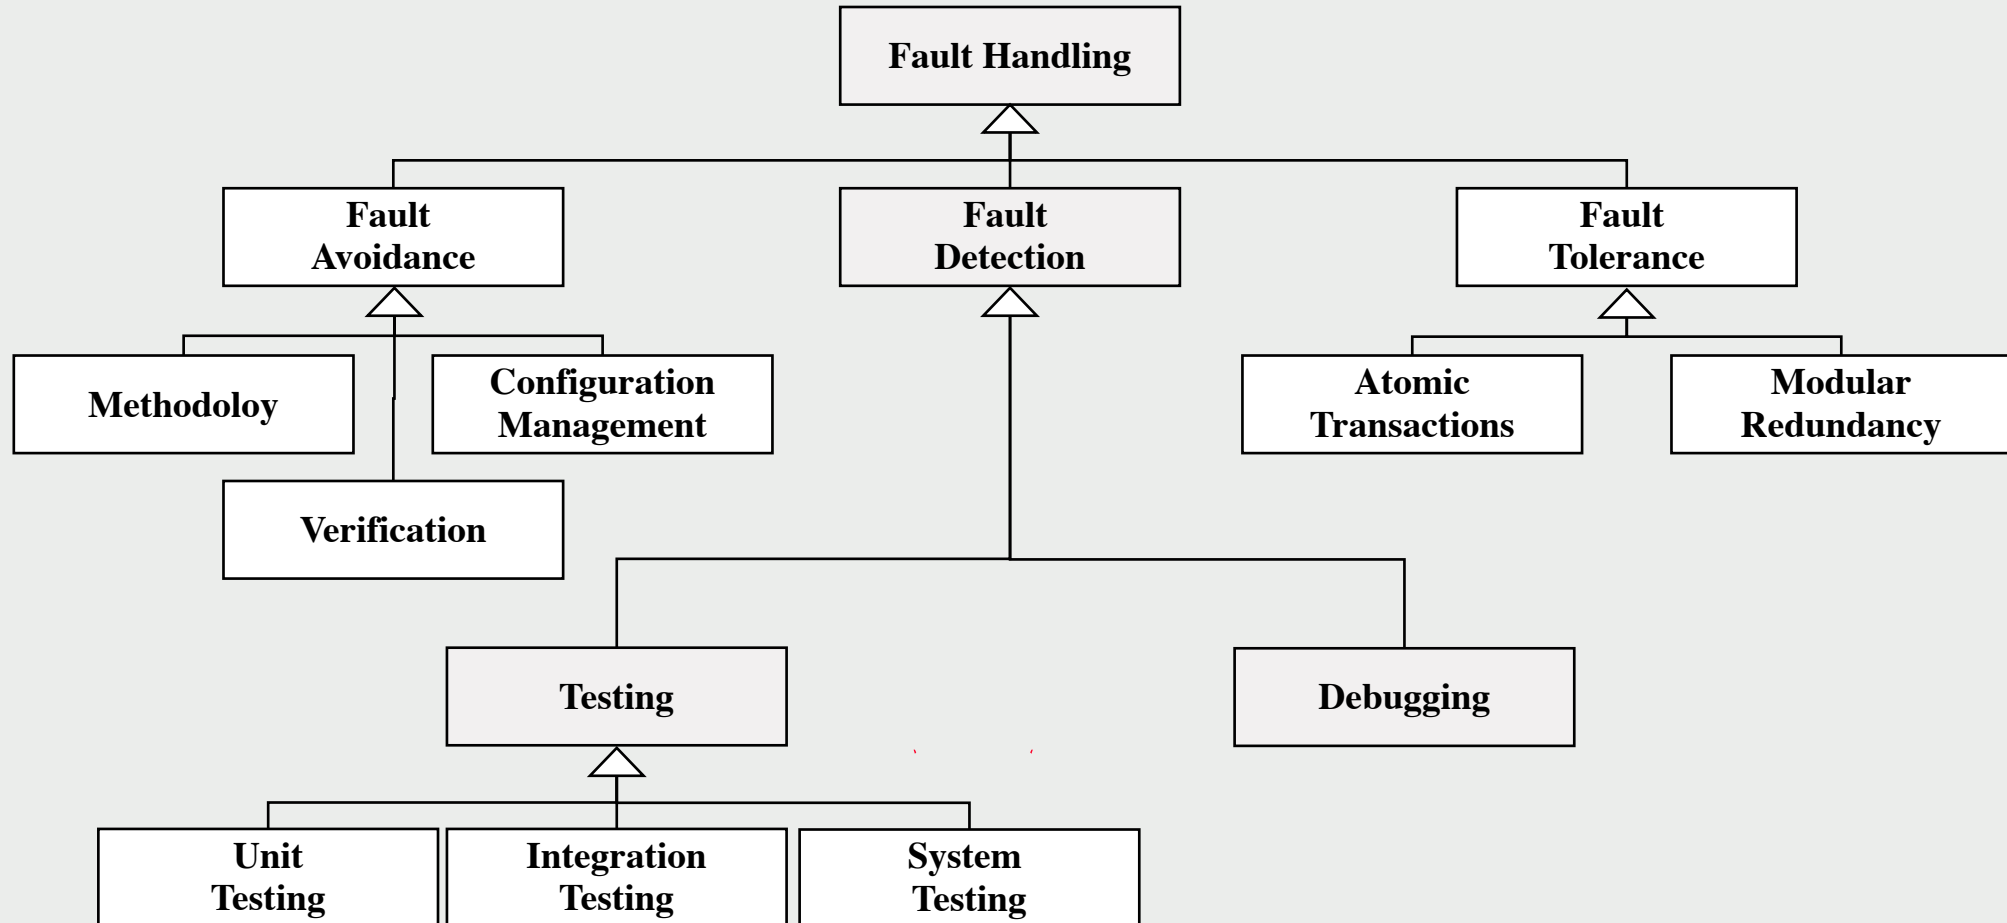 Fault Handling
Fault
Avoidance
Fault
Detection
Fault
Tolerance
Methodoloy
Configuration
Management
Atomic
Transactions
Modular
Redundancy
Verification
Testing
Debugging
Unit
Testing
Integration
Testing
System
Testing